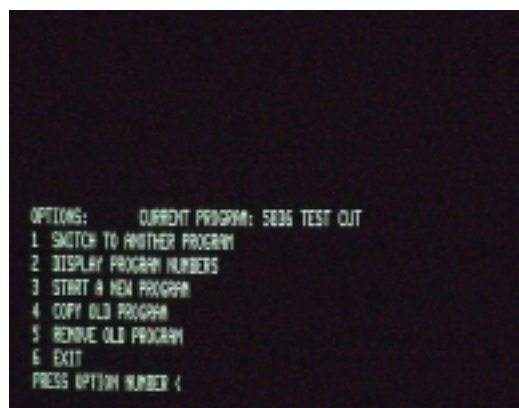 OPTIONS: CURRENT PROGRAM: 5836 TEST CUT
1 SWITCH TO ANOTHER PROGRAM
2 DISPLAY PROGRAM NUMBERS
3 START A NEW PROGRAM
4 COPY OLD PROGRAM
5 REMOVE OLD PROGRAM
6 EXIT
PRESS OPTION NUMBER <